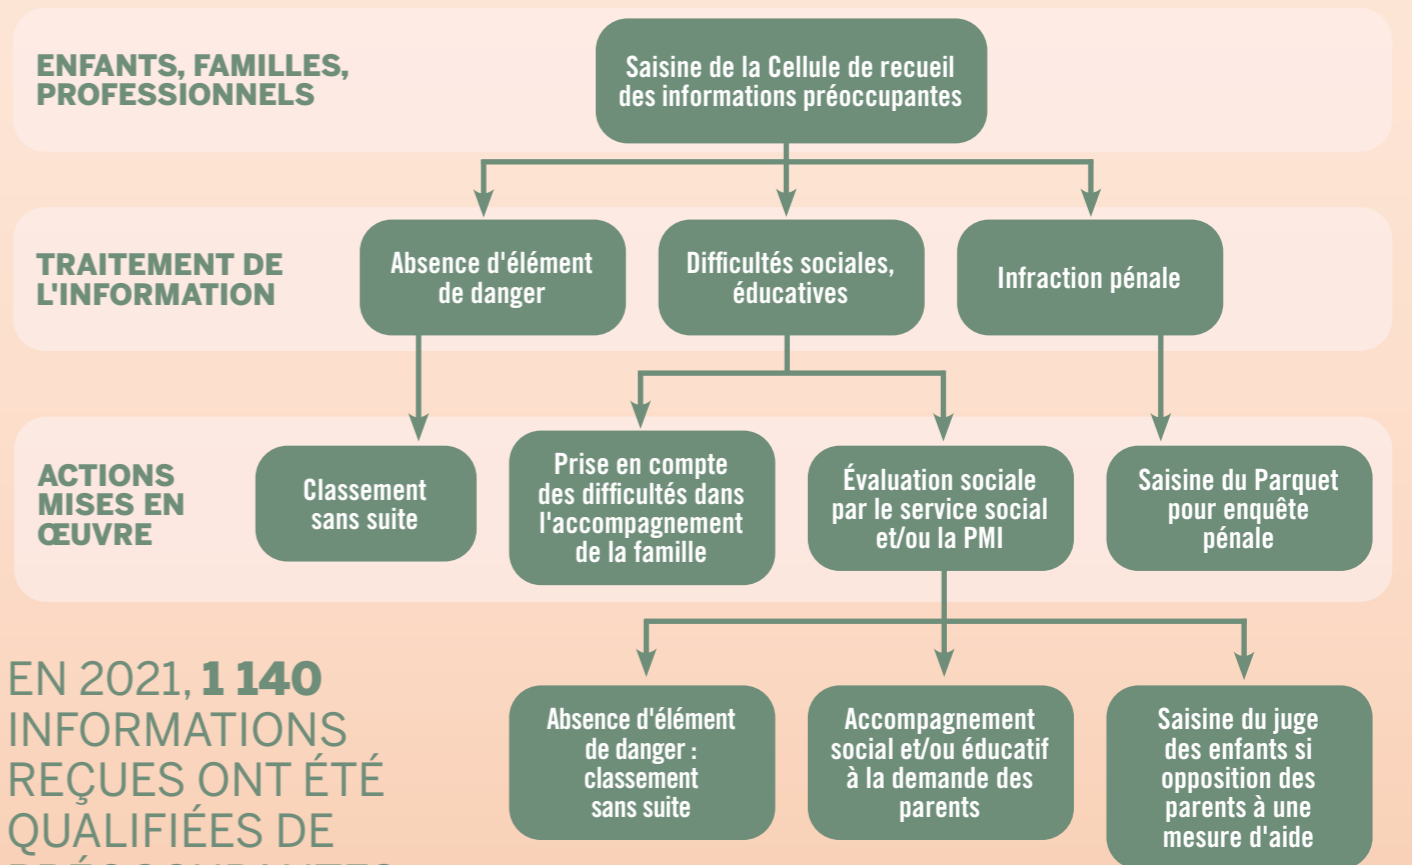 ENFANTS, FAMILLES,
PROFESSIONNELS
Saisine de la Cellule de recueil
des informations préoccupantes
TRAITEMENT DE
L'INFORMATION
Absence d'élément
de danger
Difficultés sociales,
éducatives
Infraction pénale
ACTIONS
MISES EN
ŒUVRE
Classement
sans suite
Prise en compte
des difficultés dans
l'accompagnement
de la famille
Évaluation sociale
par le service social
et/ou la PMI
Saisine du Parquet
pour enquête
pénale
Absence d'élément
de danger :
classement
sans suite
Accompagnement
social et/ou éducatif
à la demande des
parents
Saisine du juge
des enfants si
opposition des
parents à une
mesure d'aide
EN 2021, 1 140
INFORMATIONS
REÇUES ONT ÉTÉ
QUALIFIÉES DE